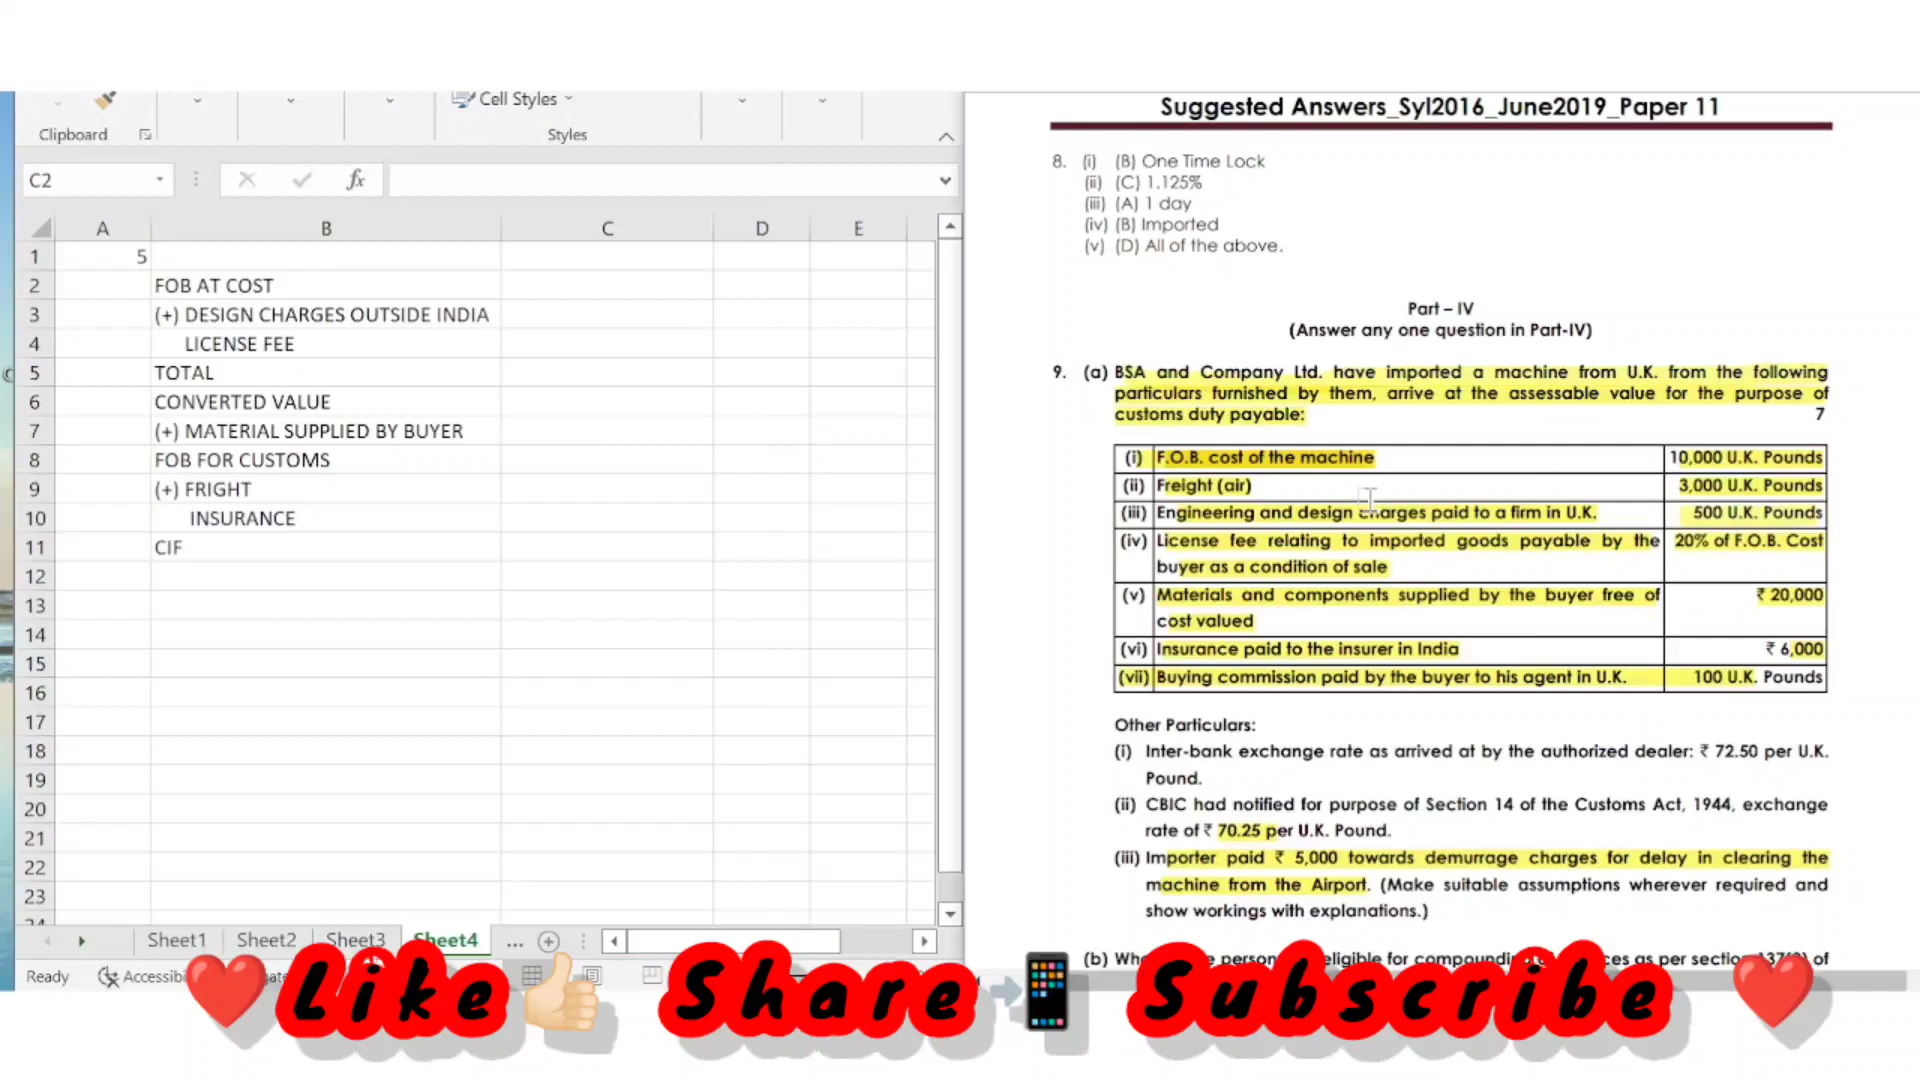 Cell Styles
Clipboard
Styles
C2
fx
A B C D E
1 5
2 FOB AT COST
3 (+) DESIGN CHARGES OUTSIDE INDIA
4 LICENSE FEE
5 TOTAL
6 CONVERTED VALUE
7 (+) MATERIAL SUPPLIED BY BUYER
8 FOB FOR CUSTOMS
9 (+) FRIGHT
10 INSURANCE
11 CIF
12
13
14
15
16
17
18
19
20
21
22
23
24
Sheet1 Sheet2 Sheet3 Sheet4 ...
Ready
Suggested Answers_Syl2016_June2019_Paper 11
8. (i) (B) One Time Lock
(ii) (C) 1.125%
(iii) (A) 1 day
(iv) (B) Imported
(v) (D) All of the above.
Part – IV
(Answer any one question in Part-IV)
9. (a) BSA and Company Ltd. have imported a machine from U.K. from the following
particulars furnished by them, arrive at the assessable value for the purpose of
customs duty payable: 7
(i) F.O.B. cost of the machine 10,000 U.K. Pounds
(ii) Freight (air) 3,000 U.K. Pounds
(iii) Engineering and design charges paid to a firm in U.K. 500 U.K. Pounds
(iv) License fee relating to imported goods payable by the 20% of F.O.B. Cost
buyer as a condition of sale
(v) Materials and components supplied by the buyer free of ₹ 20,000
cost valued
(vi) Insurance paid to the insurer in India ₹ 6,000
(vii) Buying commission paid by the buyer to his agent in U.K. 100 U.K. Pounds
Other Particulars:
(i) Inter-bank exchange rate as arrived at by the authorized dealer: ₹ 72.50 per U.K.
Pound.
(ii) CBIC had notified for purpose of Section 14 of the Customs Act, 1944, exchange
rate of ₹ 70.25 per U.K. Pound.
(iii) Importer paid ₹ 5,000 towards demurrage charges for delay in clearing the
machine from the Airport. (Make suitable assumptions wherever required and
show workings with explanations.)
(b) person eligible for as per of
Like Share Subscribe